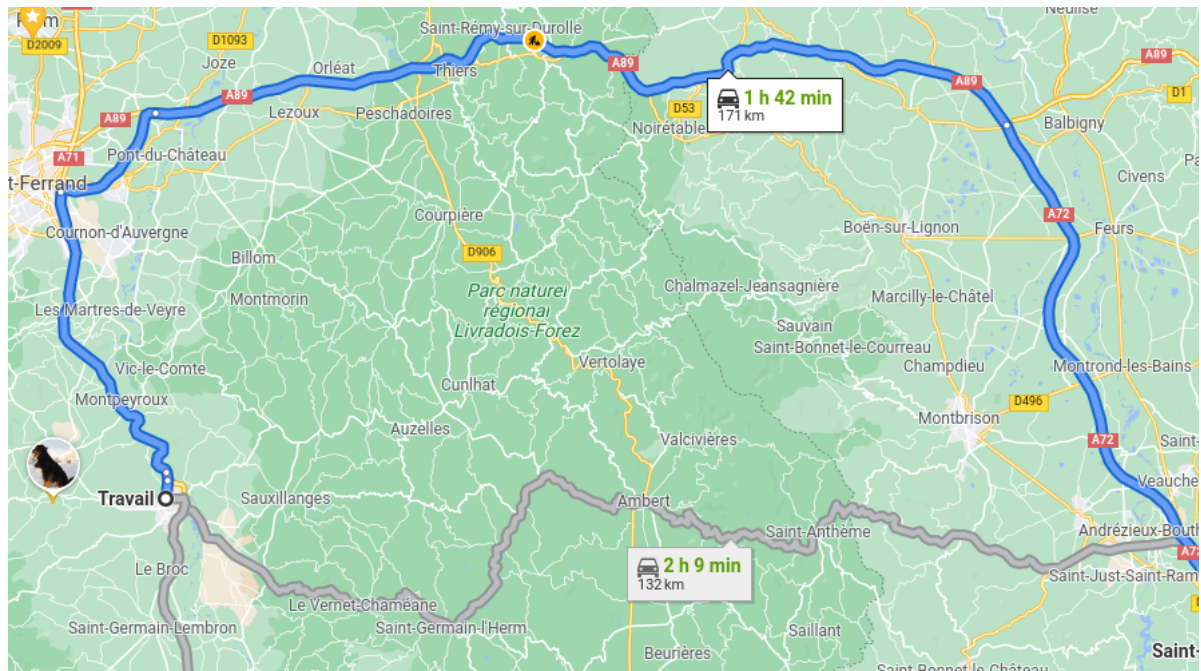 Neulise
D2009
Saint-Rémy-sur-Durolle
D1093
Joze
Orléat
A89
Thiers
A89
A89
A89
1 h 42 min
171 km
D1
Lezoux
Peschadoires
D53
Noirétable
Balbigny
A89
A71
Pont-du-Château
Civens
t-Ferrand
Courpière
A72
Boën-sur-Lignon
Feurs
Cournon-d'Auvergne
Billom
D906
Montmorin
Parc naturel
régional
Livradois-Forez
Chalmazel-Jeansagnière
Marcilly-le-Châtel
Les Martres-de-Veyre
Sauvain
Saint-Bonnet-le-Courreau
Vertolaye
Champdieu
Montrond-les-Bains
Vic-le-Comte
Cunlhat
Montpeyroux
D496
Montbrison
Auzelles
Valcivières
A72
Saint-
Veauche
Travail
Sauxillanges
Ambert
Saint-Anthème
Andrézieux-Bouth
2 h 9 min
132 km
Le Broc
Saint-Just-Saint-Ram
Le Vernet-Chaméane
Saint-Germain-Lembron
Saint-Germain-l'Herm
Saillant
Beurières
Saint-
Saint-Bonnet-le-Château